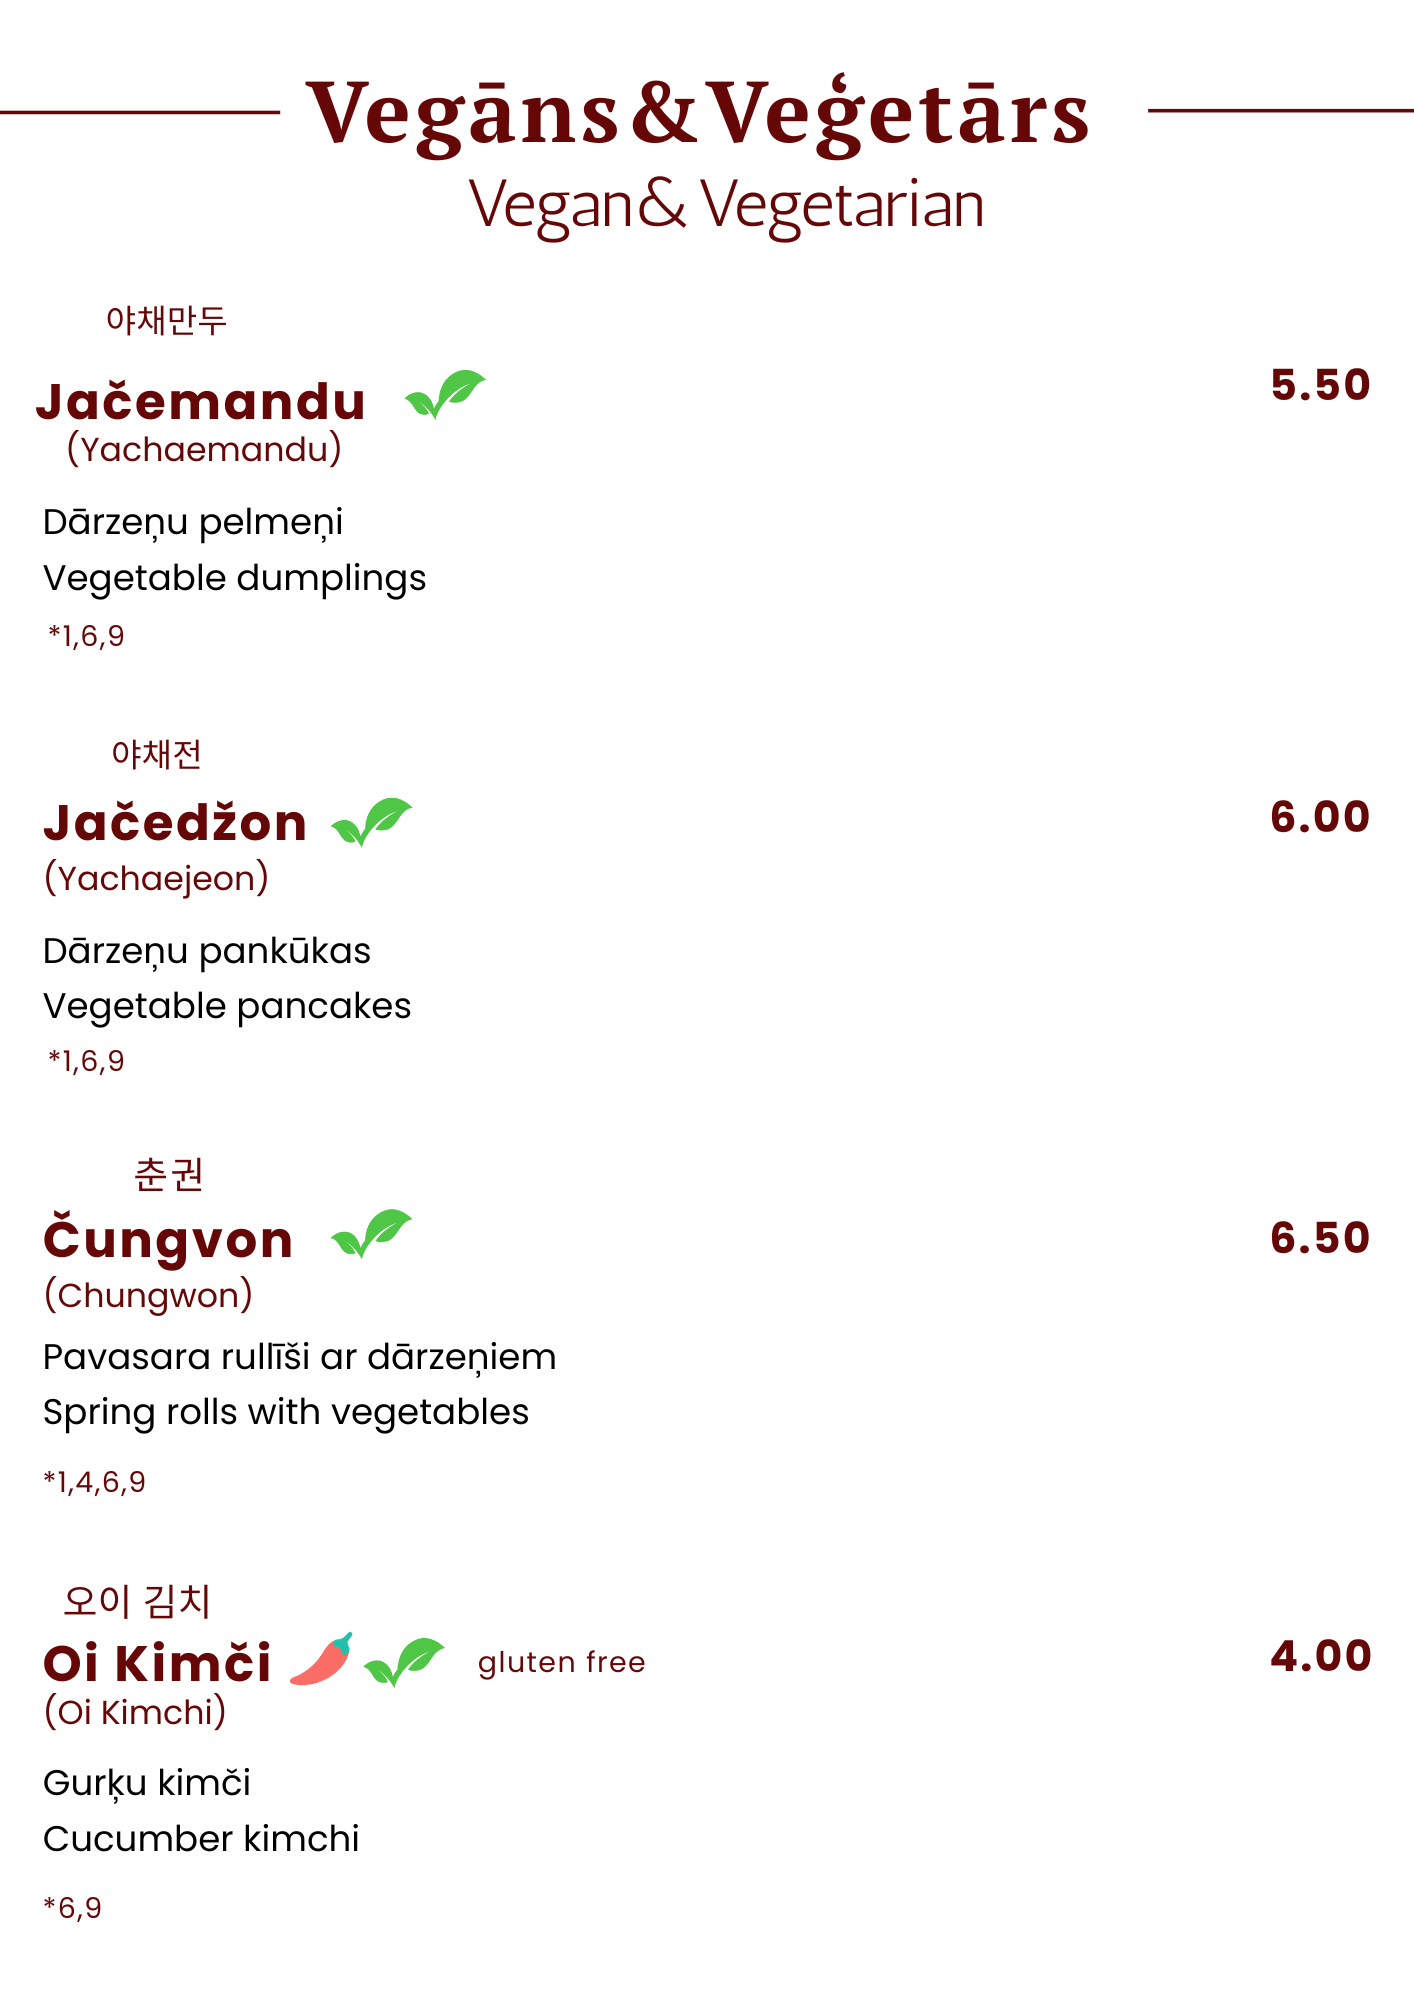 Vegāns&Veģetārs
Vegan& Vegetarian
야채만두
Jačemandu
5.50
(Yachaemandu)
Dārzeņu pelmeņi
Vegetable dumplings
*1,6,9
야채전
Jačedžon
6.00
(Yachaejeon)
Dārzeņu pankūkas
Vegetable pancakes
*1,6,9
춘권
Čungvon
6.50
(Chungwon)
Pavasara rullīši ar dārzeņiem
Spring rolls with vegetables
*1,4,6,9
오이 김치
Oi Kimči gluten free
4.00
(Oi Kimchi)
Gurķu kimči
Cucumber kimchi
*6,9